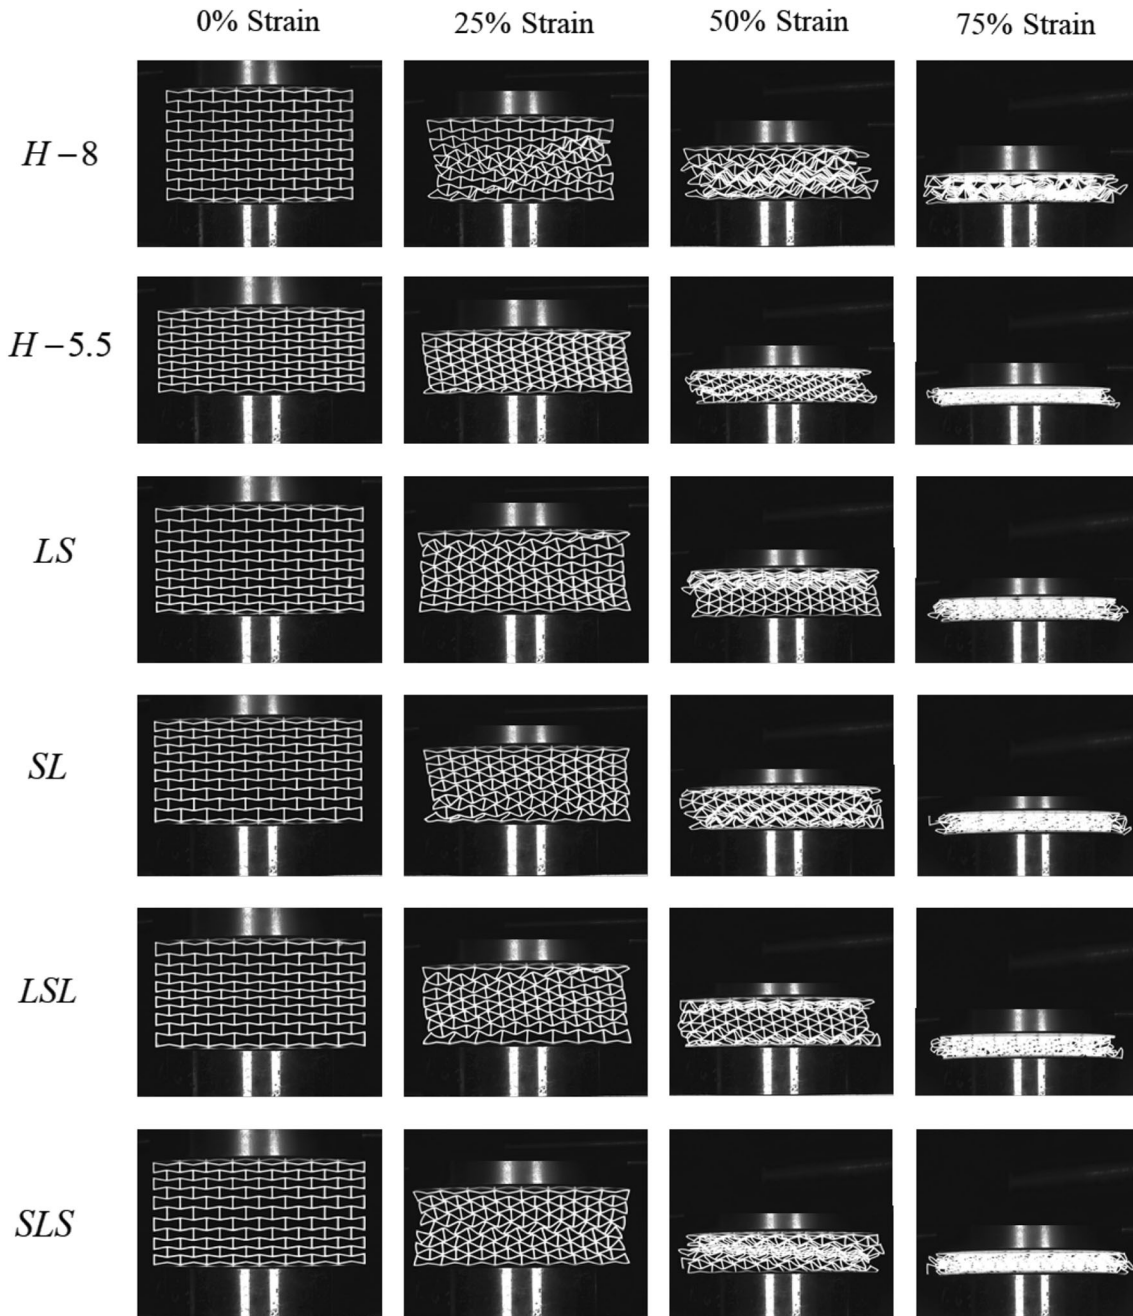 0% Strain 25% Strain 50% Strain 75% Strain
H – 8
H – 5.5
LS
SL
LSL
SLS